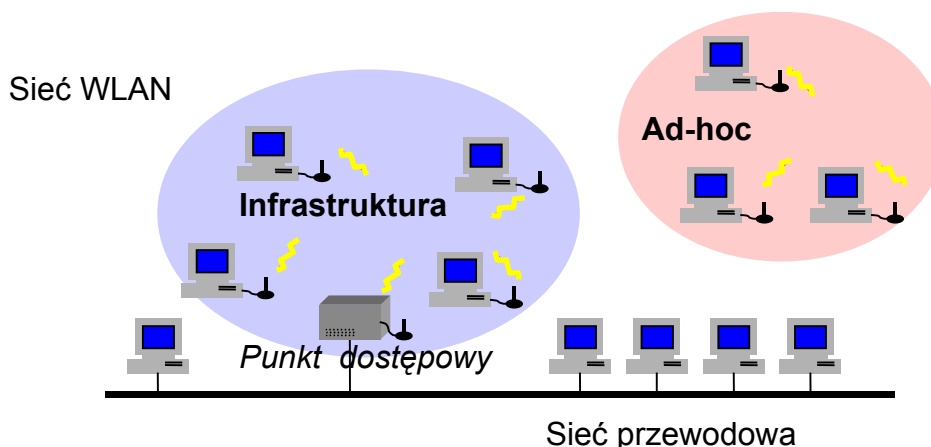 Sieć WLAN
Ad-hoc
Infrastruktura
Punkt dostępowy
Sieć przewodowa